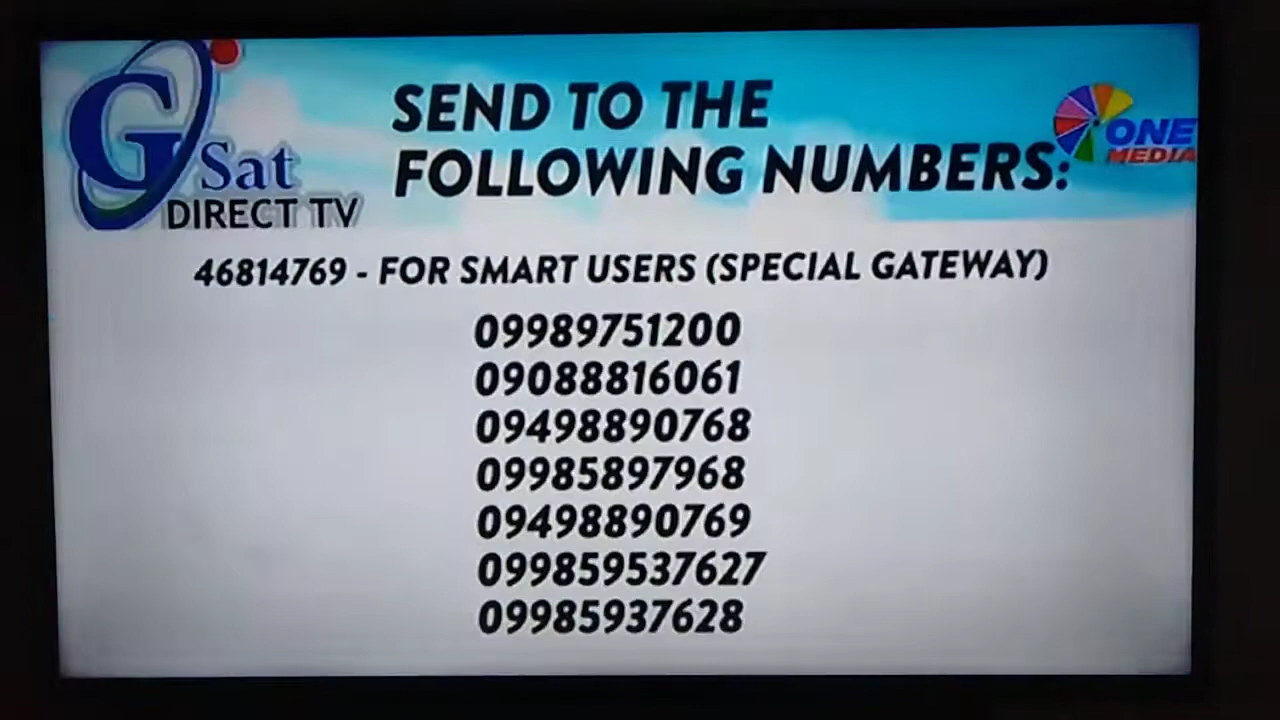 G Sat
DIRECT TV
SEND TO THE
FOLLOWING NUMBERS:
ONE
MEDIA
46814769 - FOR SMART USERS (SPECIAL GATEWAY)
09989751200
09088816061
09498890768
09985897968
09498890769
099859537627
09985937628